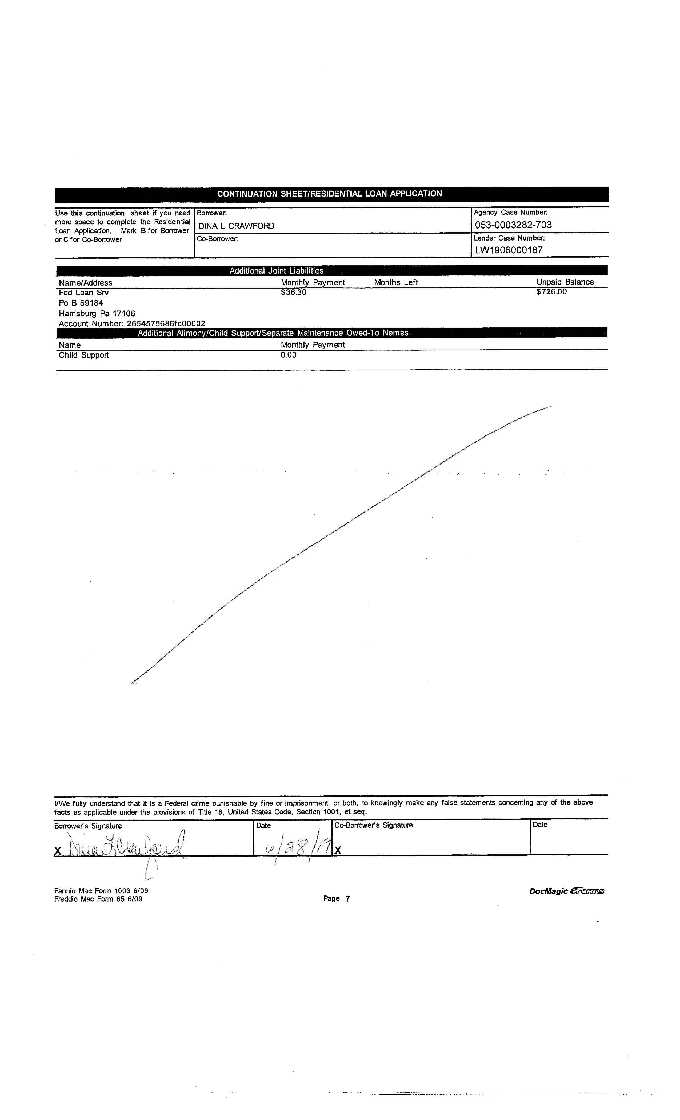 CONTINUATION SHEET/RESIDENTIAL LOAN APPLICATION
Use this continuation sheet if you need
more space to complete the Residential
Loan Application. Mark B for Borrower
or C for Co-Borrower
Borrower:
DINA L CRAWFORD
Co-Borrower:
Agency Case Number:
053-0003282-703
Lender Case Number:
LW1906000187
Additional Joint Liabilities
Name/Address Monthly Payment Months Left Unpaid Balance
Fed Loan Srv $36.30 $726.00
Po B 69184
Harrisburg Pa 17106
Account Number: 2654578686fd00002
Additional Alimony/Child Support/Separate Maintenance Owed-To Names
Name Monthly Payment
Child Support 0.00
I/We fully understand that it is a Federal crime punishable by fine or imprisonment, or both, to knowingly make any false statements concerning any of the above
facts as applicable under the provisions of Title 18, United States Code, Section 1001, et seq.
Borrower's Signature Date Co-Borrower's Signature Date
X 6/28/19 X
Fannie Mae Form 1003 6/09
Freddie Mac Form 65 6/09
Page 7
DocMagic